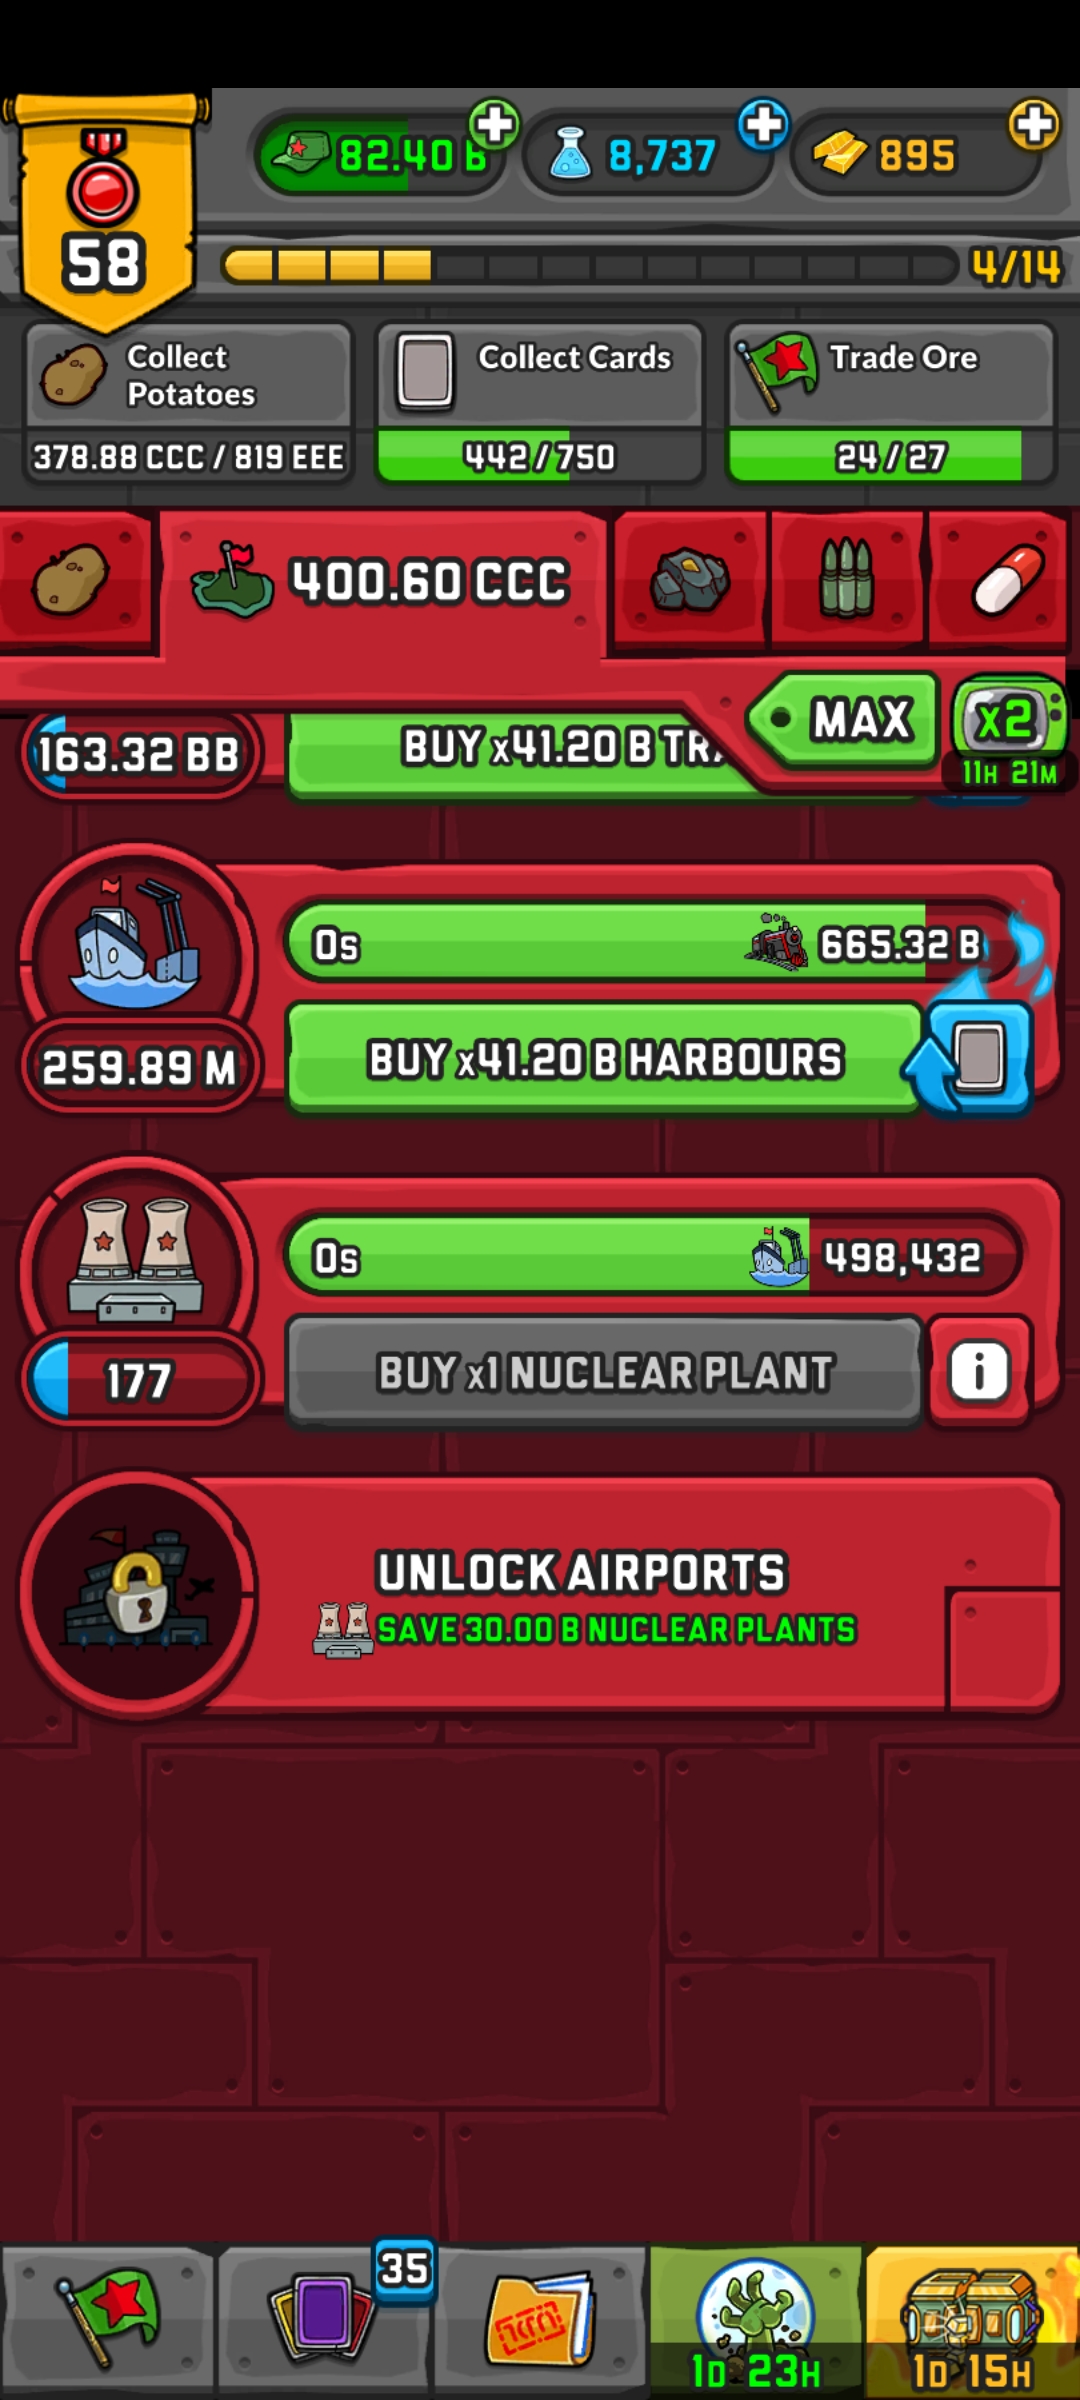 82.40 B
8,737
895
58
4/14
Collect
Potatoes
378.88 CCC / 819 EEE
Collect Cards
442/750
Trade Ore
24/27
400.60 CCC
MAX
x2
11H 21M
163.32 BB
BUY x41.20 B TRA
0s
665.32 B
259.89 M
BUY x41.20 B HARBOURS
0s
498,432
177
BUY x1 NUCLEAR PLANT
i
UNLOCK AIRPORTS
SAVE 30.00 B NUCLEAR PLANTS
35
1D 23H
1D 15H